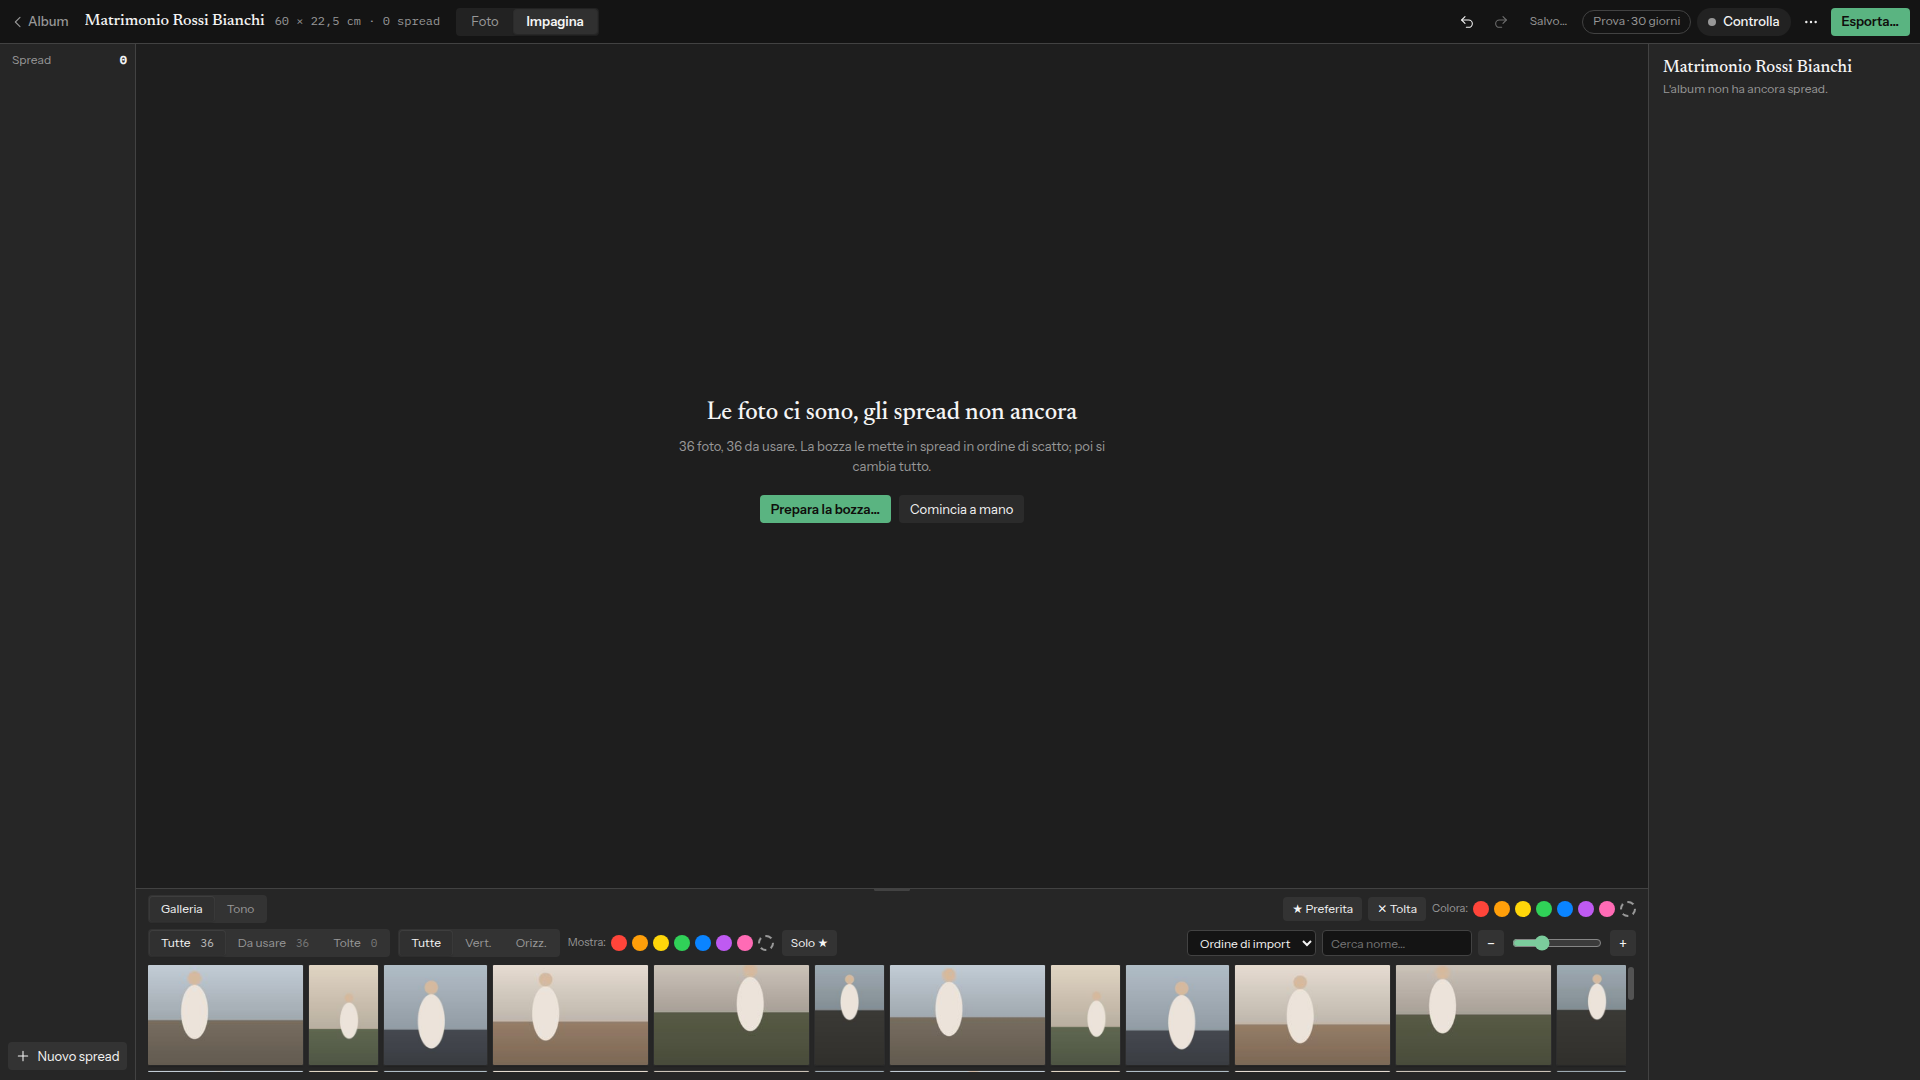 Album
Matrimonio Rossi Bianchi
60 × 22,5 cm · 0 spread
Foto
Impagina
Salvo...
Prova·30 giorni
Controlla
Esporta...
Spread
0
Matrimonio Rossi Bianchi
L'album non ha ancora spread.
Le foto ci sono, gli spread non ancora
36 foto, 36 da usare. La bozza le mette in spread in ordine di scatto; poi si
cambia tutto.
Prepara la bozza...
Comincia a mano
Galleria
Tono
★ Preferita
✕ Tolta
Colora:
Tutte 36
Da usare 36
Tolte 0
Tutte
Vert.
Orizz.
Mostra:
Solo ★
Ordine di import
Cerca nome...
−
+
+ Nuovo spread